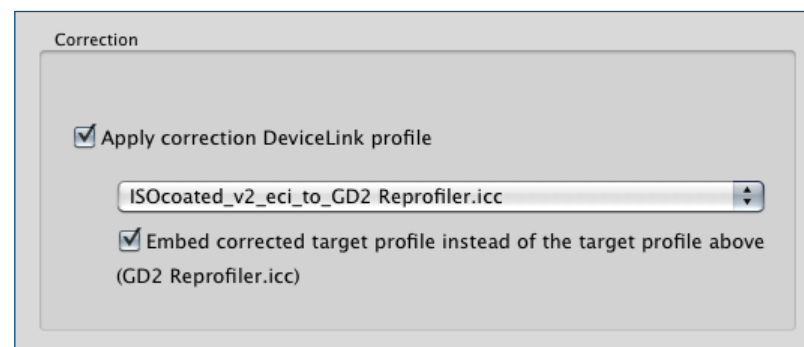 Correction
Apply correction DeviceLink profile
ISOcoated_v2_eci_to_GD2 Reprofiler.icc
Embed corrected target profile instead of the target profile above
(GD2 Reprofiler.icc)